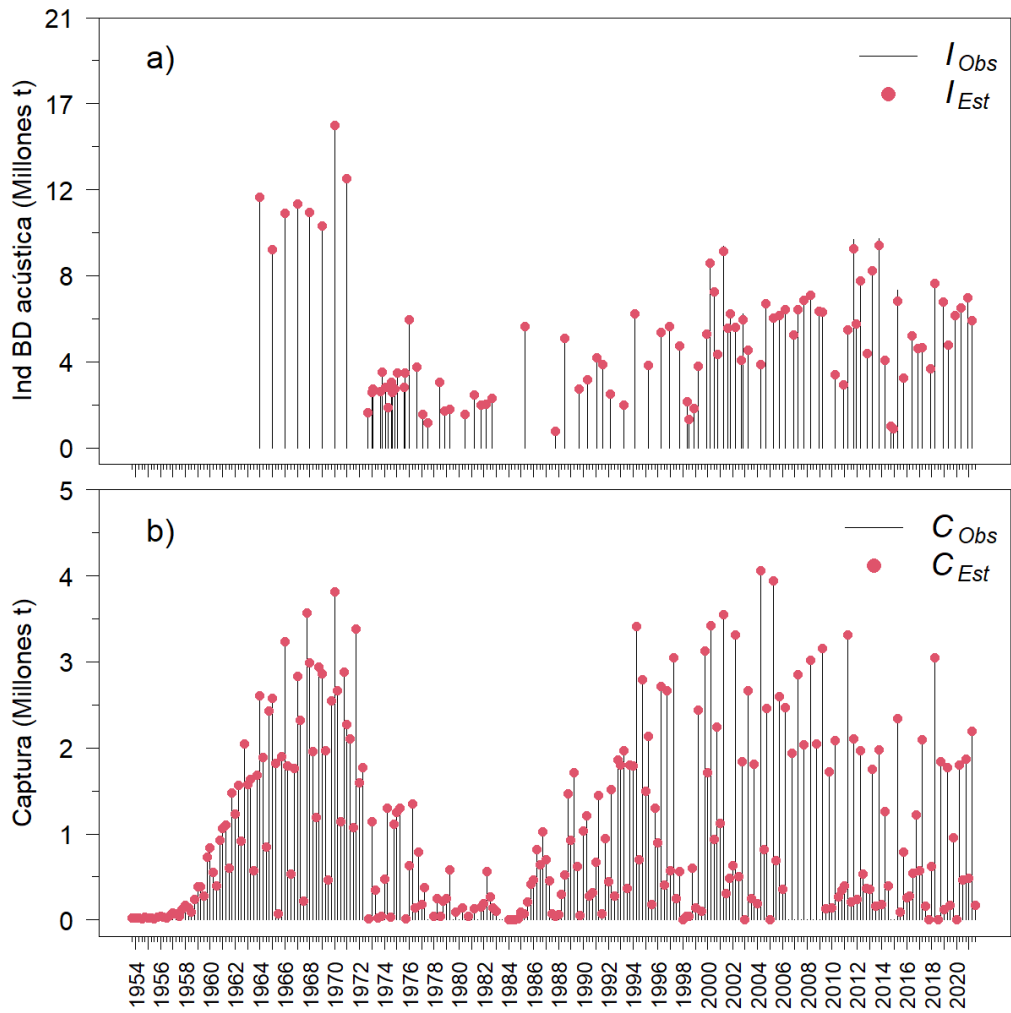 a)
I Obs
I Est
Ind BD acústica (Millones t)
21
17
12
8
4
0
b)
C Obs
C Est
Captura (Millones t)
5
4
3
2
1
0
1954 1956 1958 1960 1962 1964 1966 1968 1970 1972 1974 1976 1978 1980 1982 1984 1986 1988 1990 1992 1994 1996 1998 2000 2002 2004 2006 2008 2010 2012 2014 2016 2018 2020